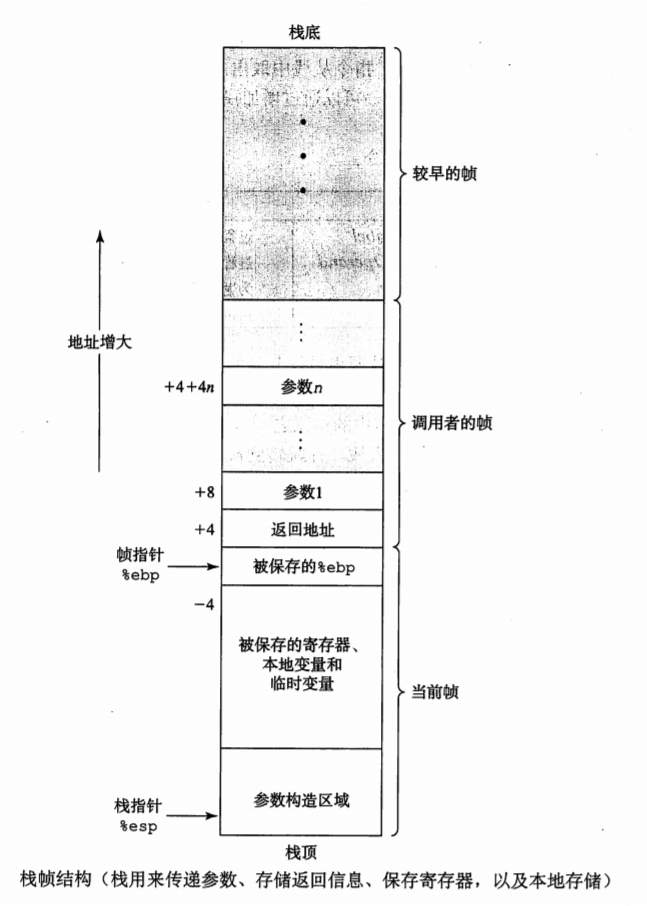 栈底
较早的帧
地址增大
+4+4n
参数n
调用者的帧
+8
参数1
+4
返回地址
帧指针
%ebp
被保存的%ebp
-4
被保存的寄存器、
本地变量和
临时变量
当前帧
栈指针
%esp
参数构造区域
栈顶
栈帧结构（栈用来传递参数、存储返回信息、保存寄存器，以及本地存储）